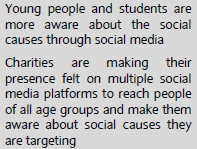 Young people and students are
more aware about the social
causes through social media
Charities are making their
presence felt on multiple social
media platforms to reach people
of all age groups and make them
aware about social causes they
are targeting